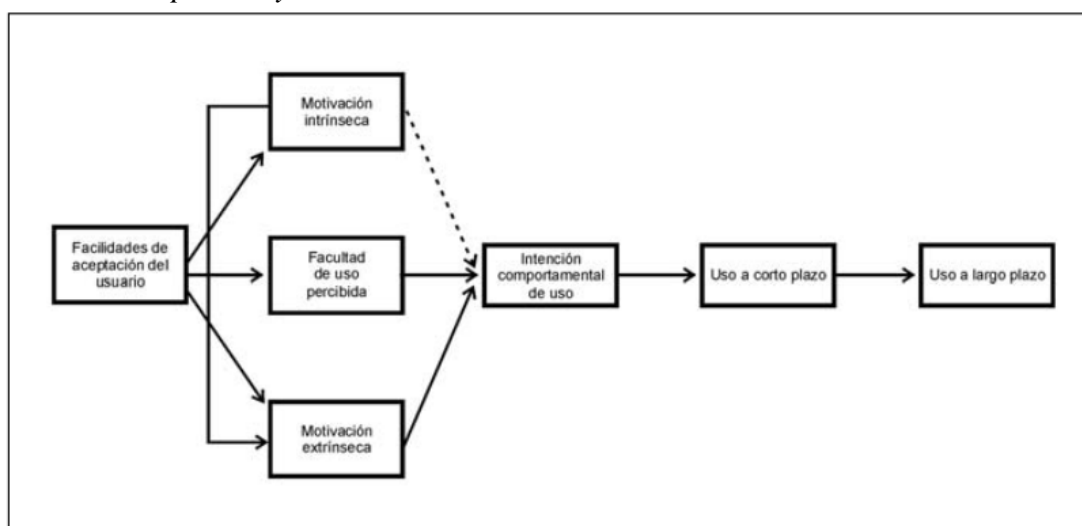 Motivación
intrínseca
Facilidades de
aceptación del
usuario
Facultad
de uso
percibida
Intención
comportamental
de uso
Uso a corto plazo
Uso a largo plazo
Motivación
extrínseca